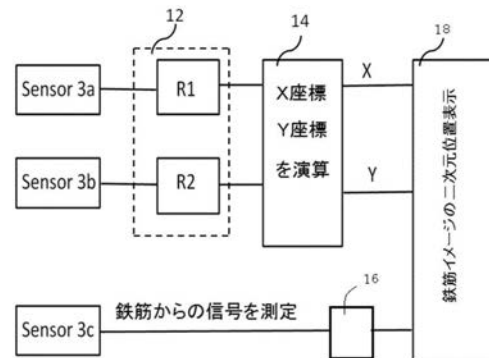 12
14
18
Sensor 3a
R1
X座標
Y座標
を演算
X
Sensor 3b
R2
Y
鉄筋イメージの二次元位置表示
鉄筋からの信号を測定
16
Sensor 3c